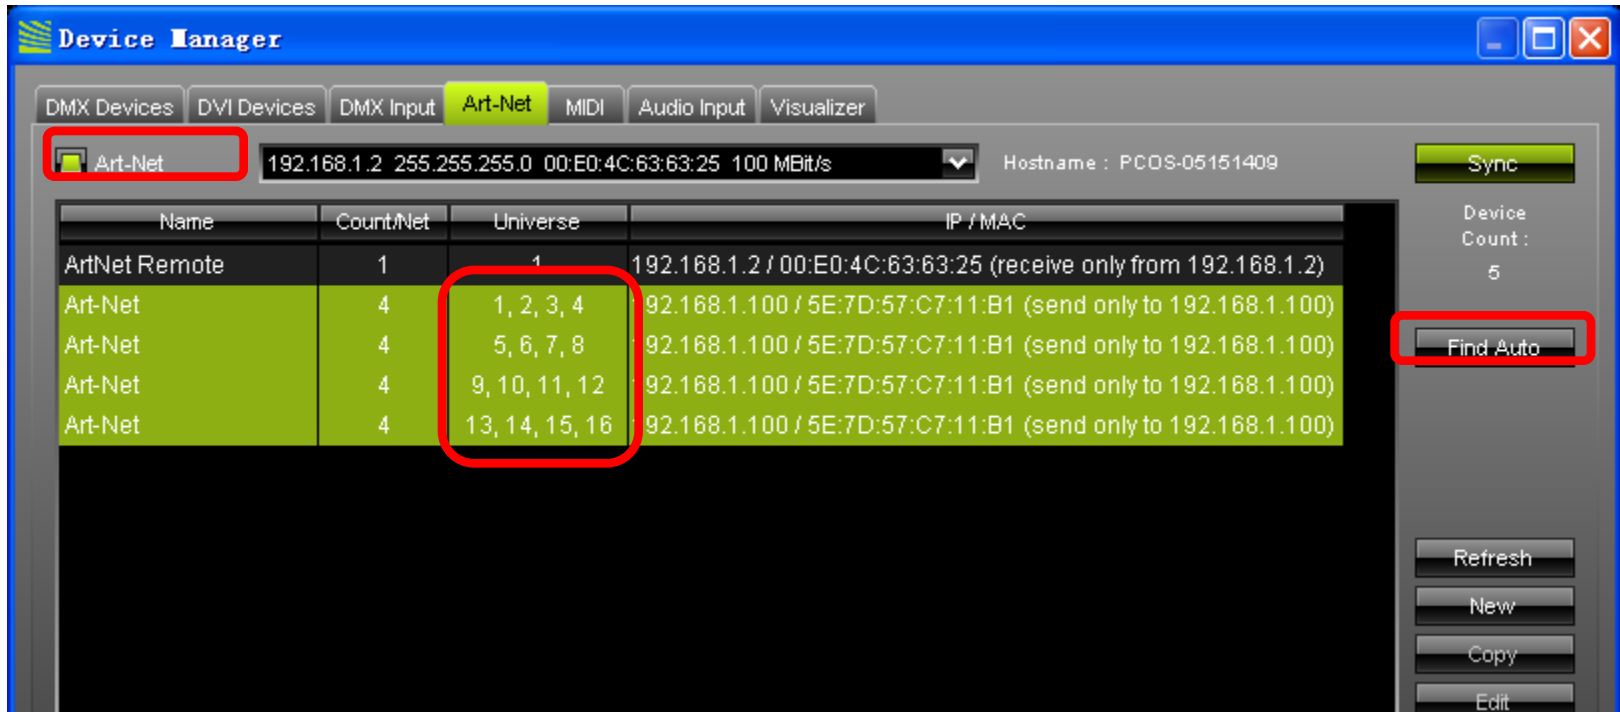 Device Manager
DMX Devices DVI Devices DMX Input Art-Net MIDI Audio Input Visualizer
Art-Net 192.168.1.2 255.255.255.0 00:E0:4C:63:63:25 100 MBit/s Hostname : PCOS-05151409 Sync
Name Count/Net Universe IP / MAC
Device
Count :
5
ArtNet Remote 1 1 192.168.1.2 / 00:E0:4C:63:63:25 (receive only from 192.168.1.2)
Art-Net 4 1, 2, 3, 4 192.168.1.100 / 5E:7D:57:C7:11:B1 (send only to 192.168.1.100)
Art-Net 4 5, 6, 7, 8 192.168.1.100 / 5E:7D:57:C7:11:B1 (send only to 192.168.1.100)
Art-Net 4 9, 10, 11, 12 192.168.1.100 / 5E:7D:57:C7:11:B1 (send only to 192.168.1.100)
Art-Net 4 13, 14, 15, 16 192.168.1.100 / 5E:7D:57:C7:11:B1 (send only to 192.168.1.100)
Find Auto
Refresh
New
Copy
Edit